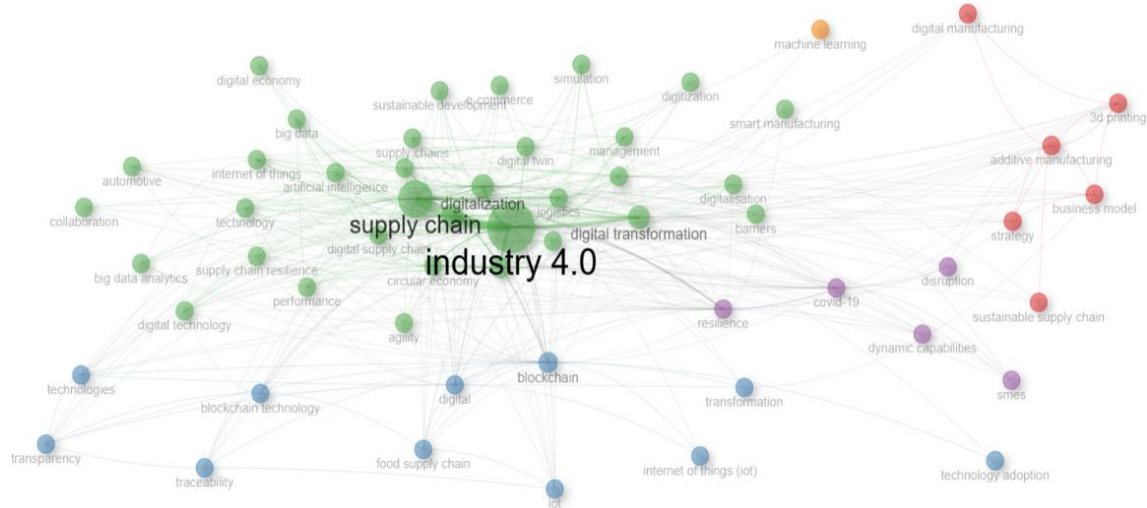 digital manufacturing
machine learning
digital economy
simulation
digitization
sustainable development
e-commerce
3d printing
smart manufacturing
big data
supply chains
digital twin
management
additive manufacturing
internet of things
automotive
artificial intelligence
digitalization
digitalisation
business model
collaboration
technology
logistics
supply chain
digital transformation
barriers
strategy
digital supply chain
industry 4.0
big data analytics
supply chain resilience
circular economy
disruption
performance
covid-19
digital technology
resilience
sustainable supply chain
agility
dynamic capabilities
blockchain
technologies
blockchain technology
digital
transformation
smes
transparency
food supply chain
internet of things (iot)
technology adoption
traceability
iot